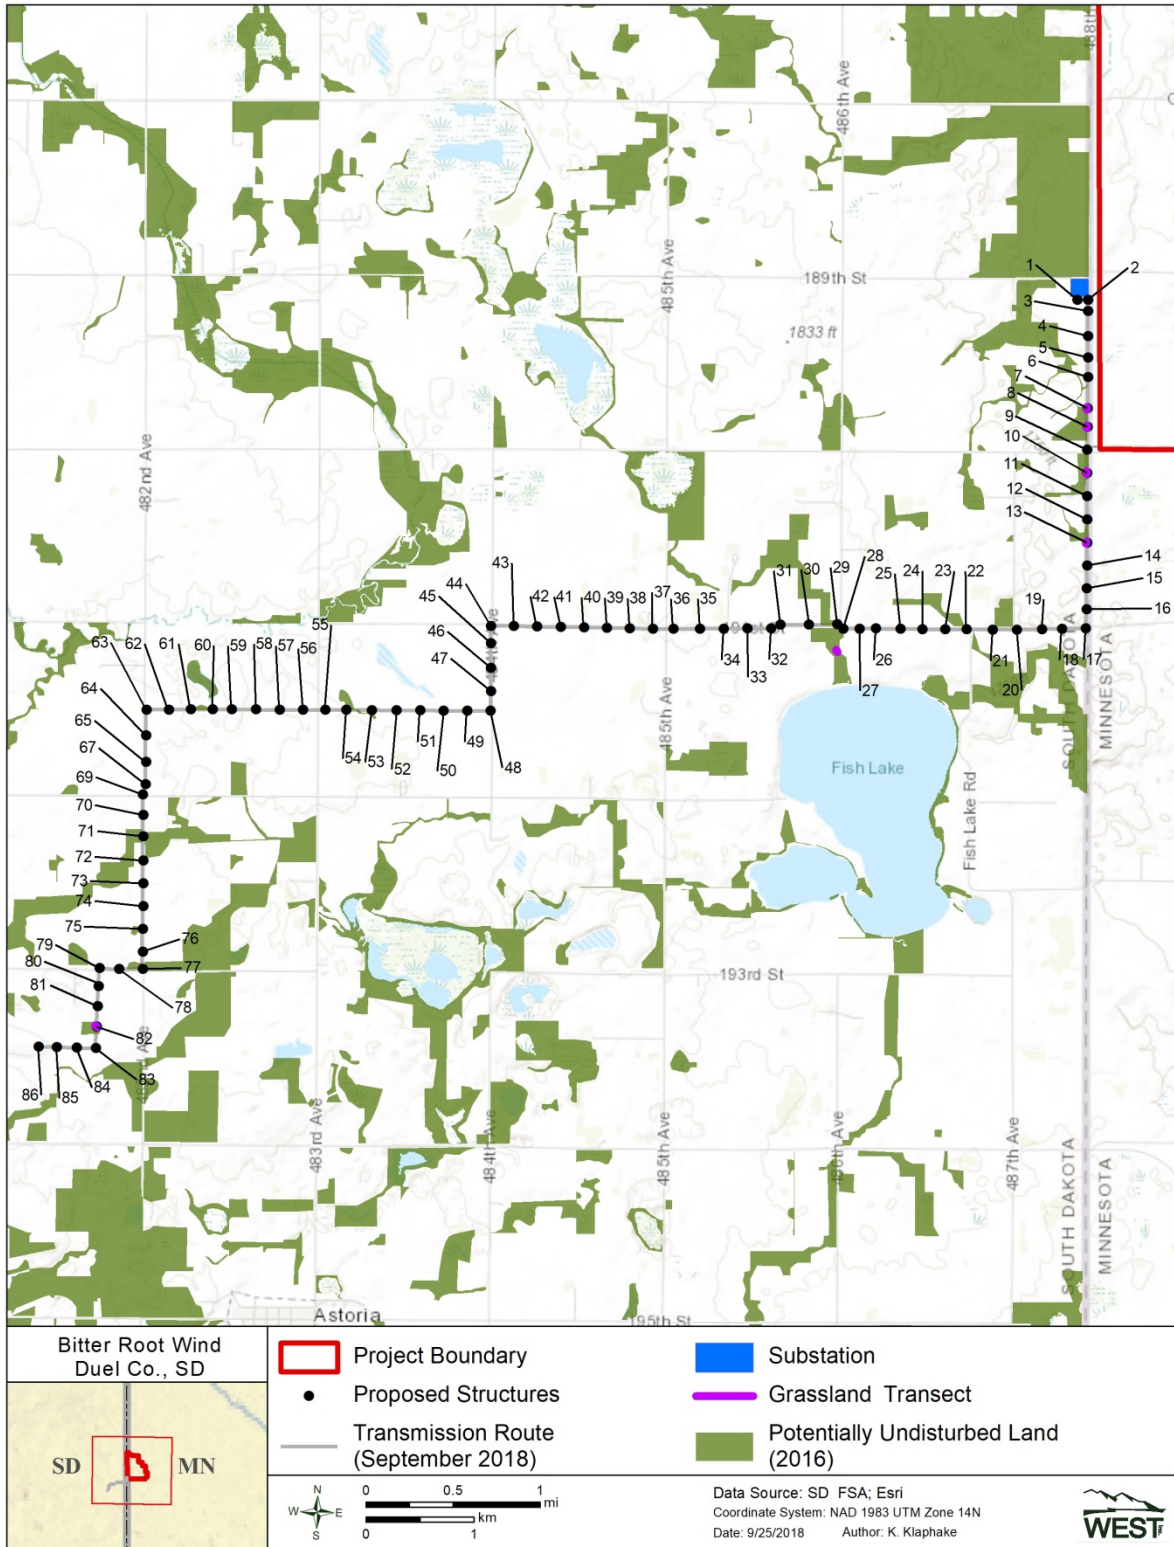 488th
486th Ave
485th Ave
189th St
1833 ft
1
2
3
4
5
6
7
8
9
10
11
12
13
14
15
16
17
18
19
20
21
22
23
24
25
26
27
28
29
30
31
32
33
34
35
36
37
38
39
40
41
42
43
44
45
46
47
48
49
50
51
52
53
54
55
56
57
58
59
60
61
62
63
64
65
67
69
70
71
72
73
74
75
76
77
78
79
80
81
82
83
84
85
86
482nd Ave
485th Ave
Fish Lake
Fish Lake Rd
SOUTH DAKOTA
MINNESOTA
193rd St
483rd Ave
484th Ave
485th Ave
486th Ave
487th Ave
SOUTH DAKOTA
MINNESOTA
Astoria
195th St
Bitter Root Wind
Duel Co., SD
SD
MN
Project Boundary
Proposed Structures
Transmission Route
(September 2018)
Substation
Grassland Transect
Potentially Undisturbed Land
(2016)
N
W
E
S
0 0.5 1
mi
km
0 1
Data Source: SD FSA; Esri
Coordinate System: NAD 1983 UTM Zone 14N
Date: 9/25/2018 Author: K. Klaphake
WEST